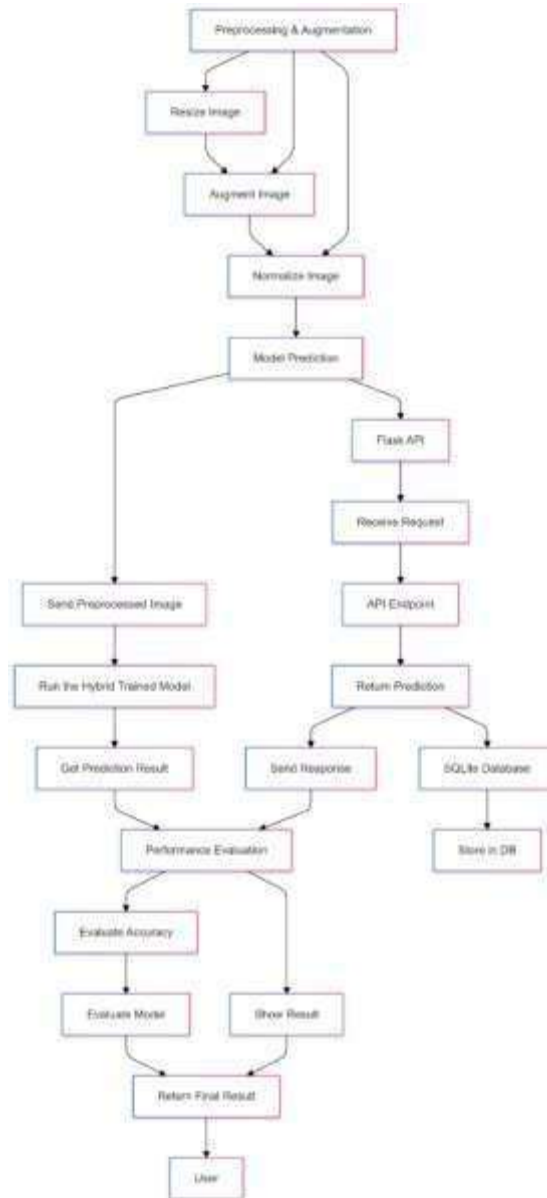 Preprocessing & Augmentation
Resize Image
Augment Image
Normalize Image
Model Prediction
Flask API
Receive Request
Send Preprocessed Image
API Endpoint
Run the Hybrid Trained Model
Return Prediction
Get Prediction Result
Send Response
SQLite Database
Performance Evaluation
Store in DB
Evaluate Accuracy
Evaluate Model
Show Result
Return Final Result
User